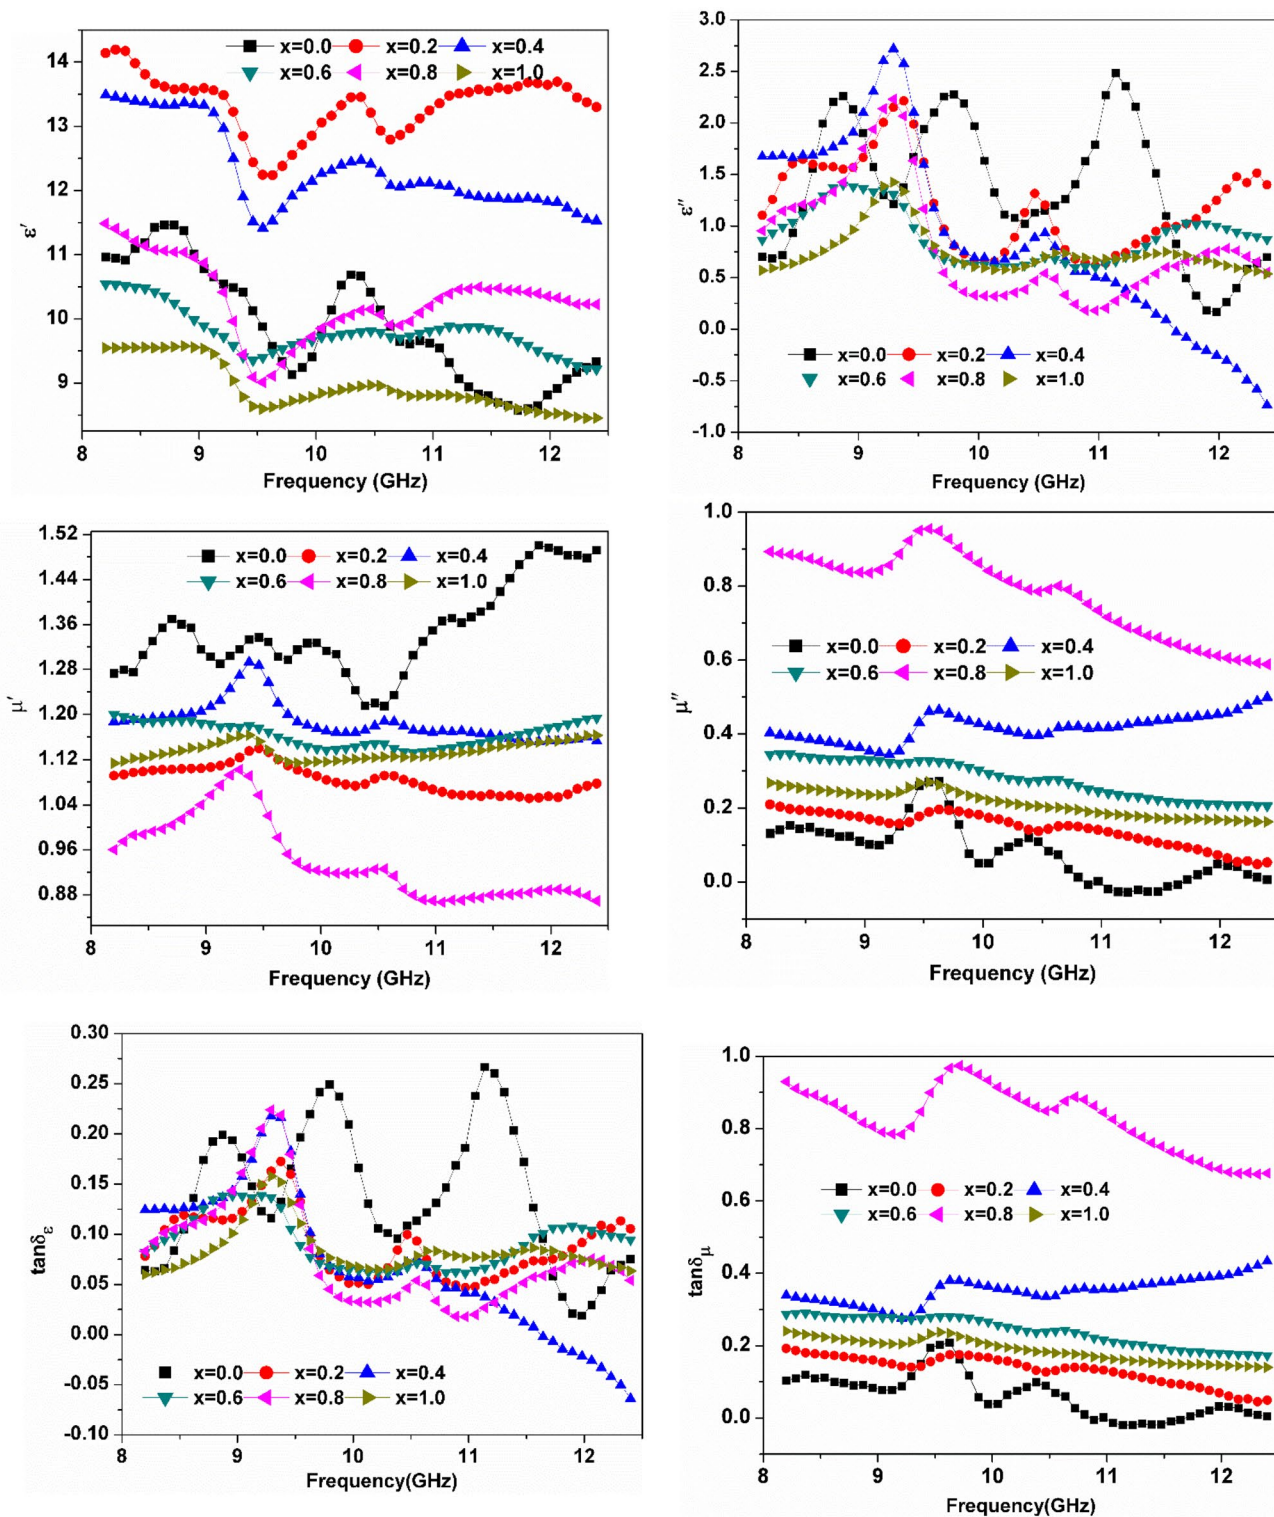 x=0.0 x=0.2 x=0.4
x=0.6 x=0.8 x=1.0
14
13
12
11
10
9
ε′
8 9 10 11 12
Frequency (GHz)
3.0
2.5
2.0
1.5
1.0
0.5
0.0
-0.5
-1.0
ε′′
x=0.0 x=0.2 x=0.4
x=0.6 x=0.8 x=1.0
8 9 10 11 12
Frequency (GHz)
1.52
1.44
1.36
1.28
1.20
1.12
1.04
0.96
0.88
μ′
x=0.0 x=0.2 x=0.4
x=0.6 x=0.8 x=1.0
8 9 10 11 12
Frequency (GHz)
1.0
0.8
0.6
0.4
0.2
0.0
μ′′
x=0.0 x=0.2 x=0.4
x=0.6 x=0.8 x=1.0
8 9 10 11 12
Frequency (GHz)
0.30
0.25
0.20
0.15
0.10
0.05
0.00
-0.05
-0.10
tanδε
x=0.0 x=0.2 x=0.4
x=0.6 x=0.8 x=1.0
8 9 10 11 12
Frequency(GHz)
1.0
0.8
0.6
0.4
0.2
0.0
tanδμ
x=0.0 x=0.2 x=0.4
x=0.6 x=0.8 x=1.0
8 9 10 11 12
Frequency(GHz)